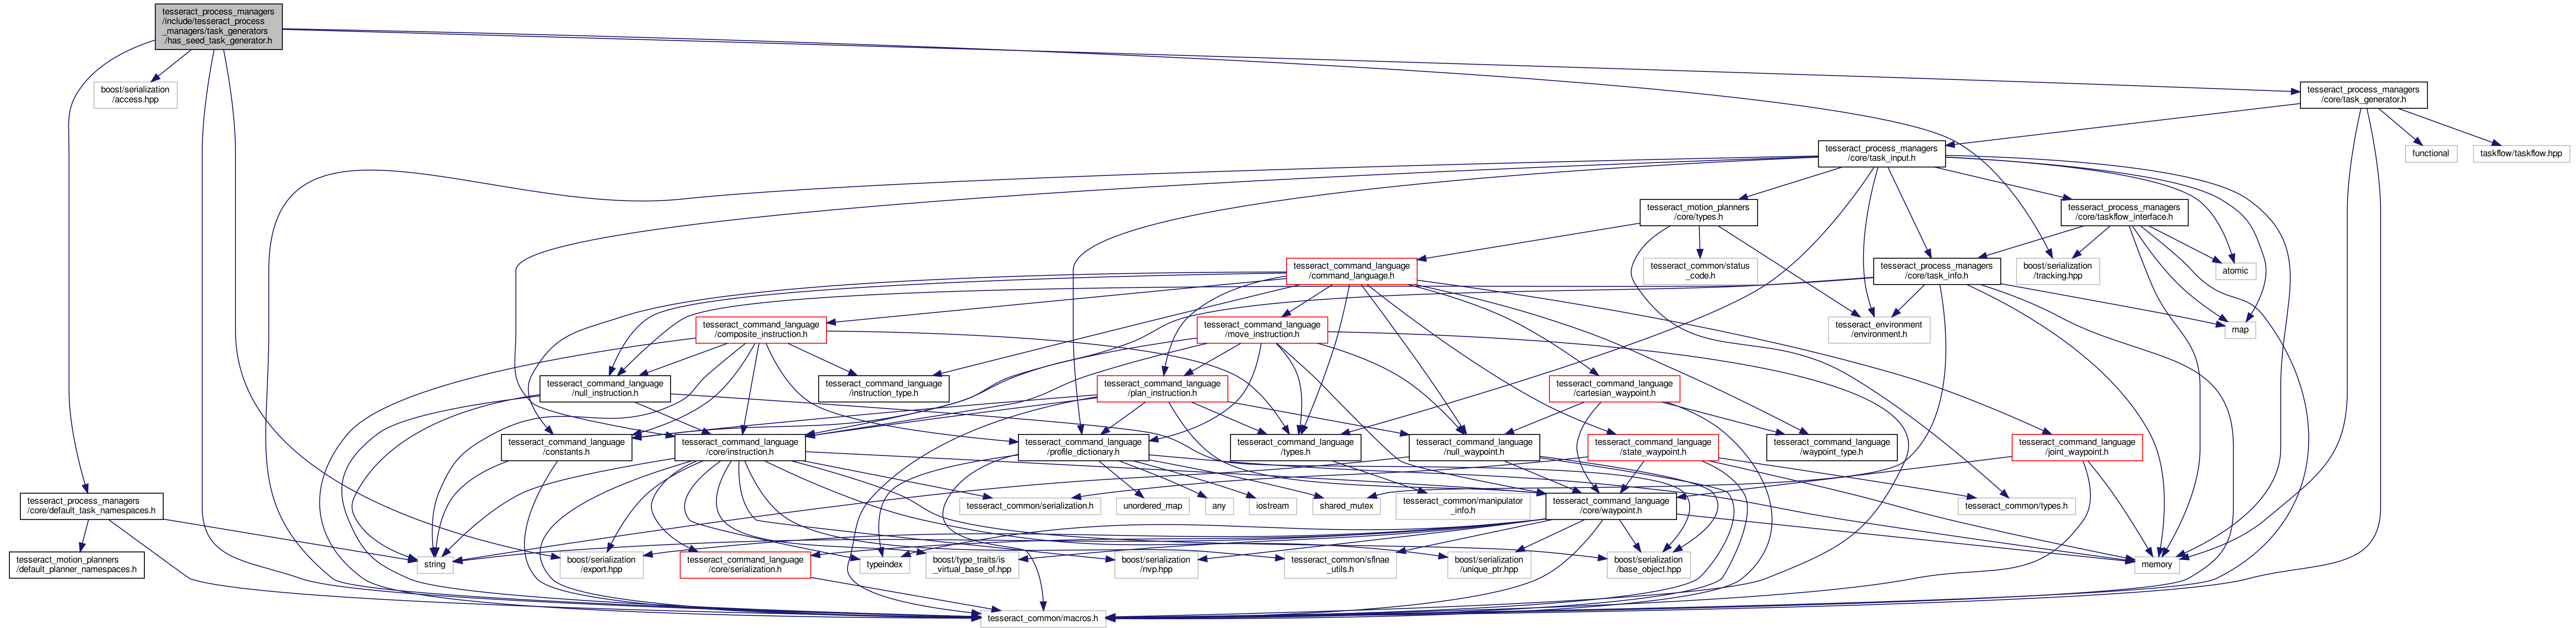 tesseract_process_managers
/include/tesseract_process
_managers/task_generators
/has_seed_task_generator.h
boost/serialization
/access.hpp
tesseract_process_managers
/core/task_generator.h
tesseract_process_managers
/core/task_input.h
functional
taskflow/taskflow.hpp
tesseract_motion_planners
/core/types.h
tesseract_process_managers
/core/taskflow_interface.h
tesseract_command_language
/command_language.h
tesseract_common/status
_code.h
tesseract_process_managers
/core/task_info.h
boost/serialization
/tracking.hpp
atomic
tesseract_command_language
/composite_instruction.h
tesseract_command_language
/move_instruction.h
tesseract_environment
/environment.h
map
tesseract_command_language
/null_instruction.h
tesseract_command_language
/instruction_type.h
tesseract_command_language
/plan_instruction.h
tesseract_command_language
/cartesian_waypoint.h
tesseract_command_language
/constants.h
tesseract_command_language
/core/instruction.h
tesseract_command_language
/profile_dictionary.h
tesseract_command_language
/types.h
tesseract_command_language
/null_waypoint.h
tesseract_command_language
/state_waypoint.h
tesseract_command_language
/waypoint_type.h
tesseract_command_language
/joint_waypoint.h
tesseract_process_managers
/core/default_task_namespaces.h
tesseract_common/serialization.h
unordered_map
any
iostream
shared_mutex
tesseract_common/manipulator
_info.h
tesseract_command_language
/core/waypoint.h
tesseract_common/types.h
tesseract_motion_planners
/default_planner_namespaces.h
string
boost/serialization
/export.hpp
tesseract_command_language
/core/serialization.h
typeindex
boost/type_traits/is
_virtual_base_of.hpp
boost/serialization
/nvp.hpp
tesseract_common/sfinae
_utils.h
boost/serialization
/unique_ptr.hpp
boost/serialization
/base_object.hpp
memory
tesseract_common/macros.h